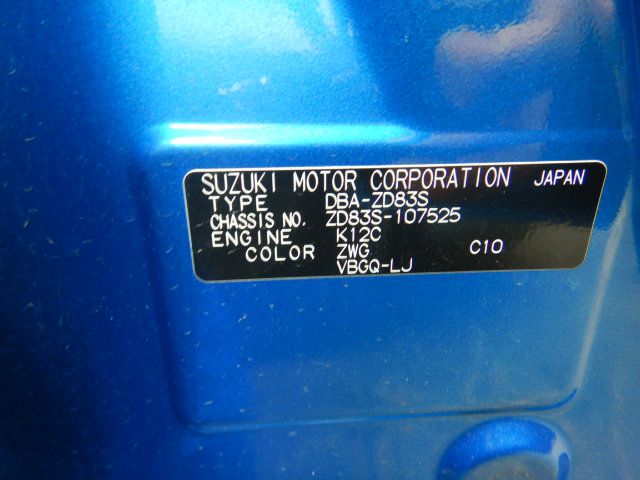 SUZUKI MOTOR CORPORATION JAPAN
TYPE DBA-ZD83S
CHASSIS NO. ZD83S-107525
ENGINE K12C
COLOR ZWG C10
VBGQ-LJ